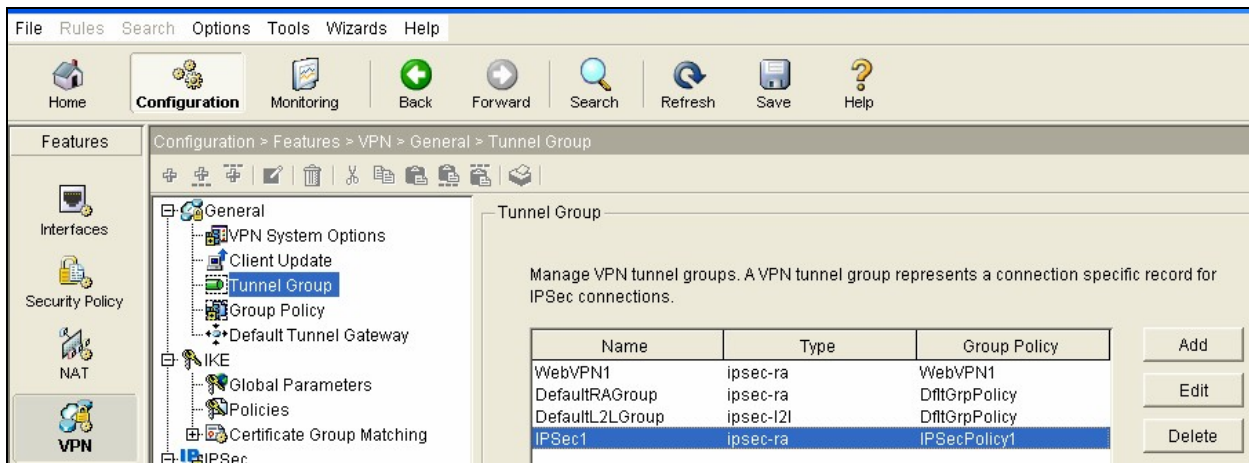 File Rules Search Options Tools Wizards Help
Home Configuration Monitoring Back Forward Search Refresh Save Help
Features
Configuration > Features > VPN > General > Tunnel Group
Interfaces
Security Policy
NAT
VPN
General
VPN System Options
Client Update
Tunnel Group
Group Policy
Default Tunnel Gateway
IKE
Global Parameters
Policies
Certificate Group Matching
IPSec
Tunnel Group
Manage VPN tunnel groups. A VPN tunnel group represents a connection specific record for
IPSec connections.
Name Type Group Policy
WebVPN1 ipsec-ra WebVPN1
DefaultRAGroup ipsec-ra DfltGrpPolicy
DefaultL2LGroup ipsec-l2l DfltGrpPolicy
IPSec1 ipsec-ra IPSecPolicy1
Add
Edit
Delete